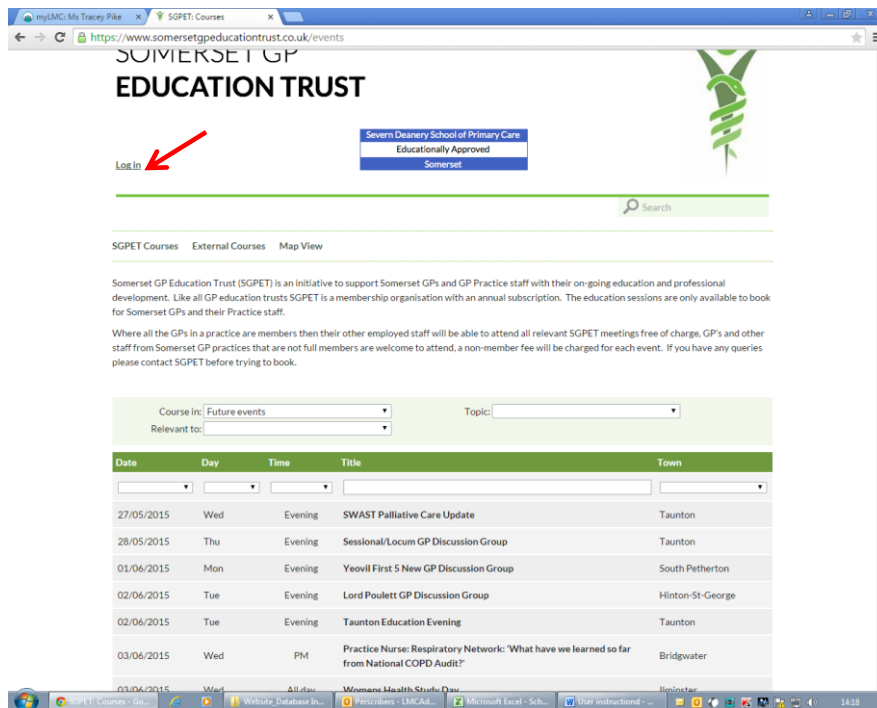 myLMC: Ms Tracey Pike
SGPET: Courses
https://www.somersetgpeducationtrust.co.uk/events
SOMERSET GP
EDUCATION TRUST
Severn Deanery School of Primary Care
Educationally Approved
Somerset
Log in
Search
SGPET Courses External Courses Map View
Somerset GP Education Trust (SGPET) is an initiative to support Somerset GPs and GP Practice staff with their on-going education and professional
development. Like all GP education trusts SGPET is a membership organisation with an annual subscription. The education sessions are only available to book
for Somerset GPs and their Practice staff.
Where all the GPs in a practice are members then their other employed staff will be able to attend all relevant SGPET meetings free of charge, GP's and other
staff from Somerset GP practices that are not full members are welcome to attend, a non-member fee will be charged for each event. If you have any queries
please contact SGPET before trying to book.
Course in: Future events Topic:
Relevant to:
Date Day Time Title Town
27/05/2015 Wed Evening SWAST Palliative Care Update Taunton
28/05/2015 Thu Evening Sessional/Locum GP Discussion Group Taunton
01/06/2015 Mon Evening Yeovil First 5 New GP Discussion Group South Petherton
02/06/2015 Tue Evening Lord Poulett GP Discussion Group Hinton-St-George
02/06/2015 Tue Evening Taunton Education Evening Taunton
03/06/2015 Wed PM Practice Nurse: Respiratory Network: 'What have we learned so far
from National COPD Audit?' Bridgwater
03/06/2015 Wed All day Womens Health Study Day Ilminster
SGPET: Courses - Go... Website_Database In... Perscribers - LMCAd... Microsoft Excel - Sch... User instructiond - ... 14:18